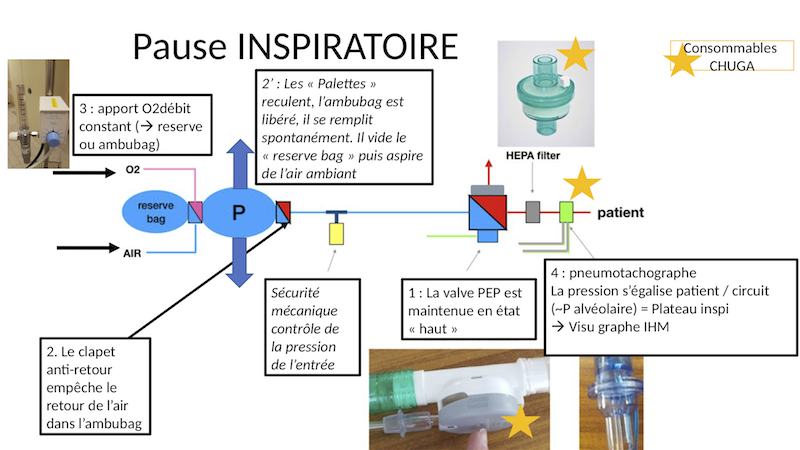 Pause INSPIRATOIRE
Consommables
CHUGA
3 : apport O2débit
constant (→ reserve
ou ambubag)
2’ : Les « Palettes »
reculent, l’ambubag est
libéré, il se remplit
spontanément. Il vide le
« reserve bag » puis aspire
de l’air ambiant
HEPA filter
O2
reserve
bag
P
patient
AIR
Sécurité
mécanique
contrôle de
la pression
de l’entrée
1 : La valve PEP est
maintenue en état
« haut »
4 : pneumotachographe
La pression s’égalise patient / circuit
(~P alvéolaire) = Plateau inspi
→ Visu graphe IHM
2. Le clapet
anti-retour
empêche le
retour de l’air
dans l’ambubag